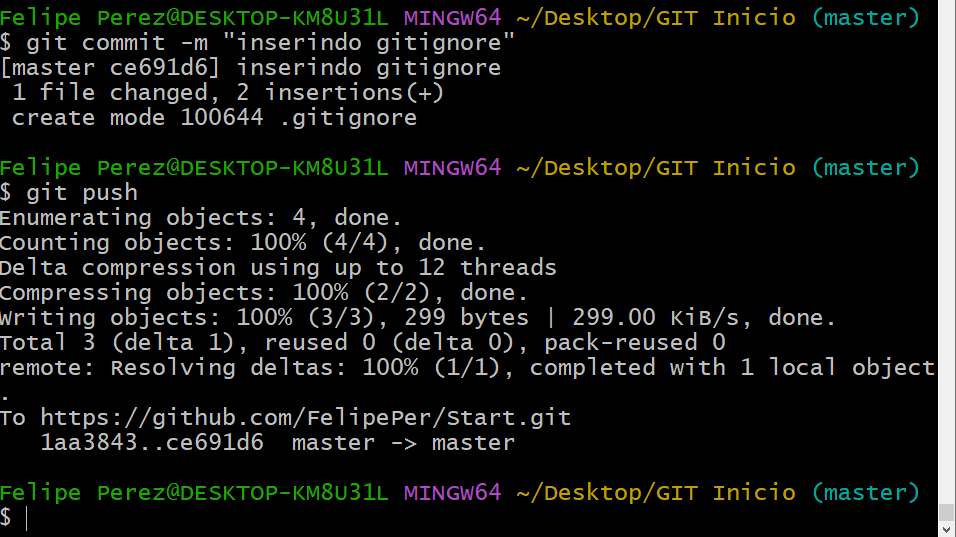 Felipe Perez@DESKTOP-KM8U31L MINGW64 ~/Desktop/GIT Inicio (master)
$ git commit -m "inserindo gitignore"
[master ce691d6] inserindo gitignore
 1 file changed, 2 insertions(+)
 create mode 100644 .gitignore

Felipe Perez@DESKTOP-KM8U31L MINGW64 ~/Desktop/GIT Inicio (master)
$ git push
Enumerating objects: 4, done.
Counting objects: 100% (4/4), done.
Delta compression using up to 12 threads
Compressing objects: 100% (2/2), done.
Writing objects: 100% (3/3), 299 bytes | 299.00 KiB/s, done.
Total 3 (delta 1), reused 0 (delta 0), pack-reused 0
remote: Resolving deltas: 100% (1/1), completed with 1 local object
.
To https://github.com/FelipePer/Start.git
   1aa3843..ce691d6  master -> master

Felipe Perez@DESKTOP-KM8U31L MINGW64 ~/Desktop/GIT Inicio (master)
$